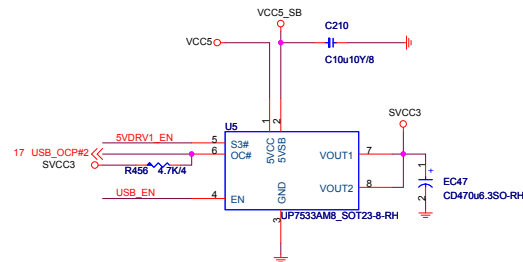 VCC5_SB
C210
VCC5
C10u10Y/8
1
2
U5
5VDRV1_EN
5
S3#
5VCC
5VSB
SVCC3
17 USB_OCP#2
6
OC#
VOUT1
7
SVCC3
R456 4.7K/4
VOUT2
8
1
+
EC47
USB_EN
4
EN
GND
2
CD470u6.3SO-RH
3
UP7533AM8_SOT23-8-RH